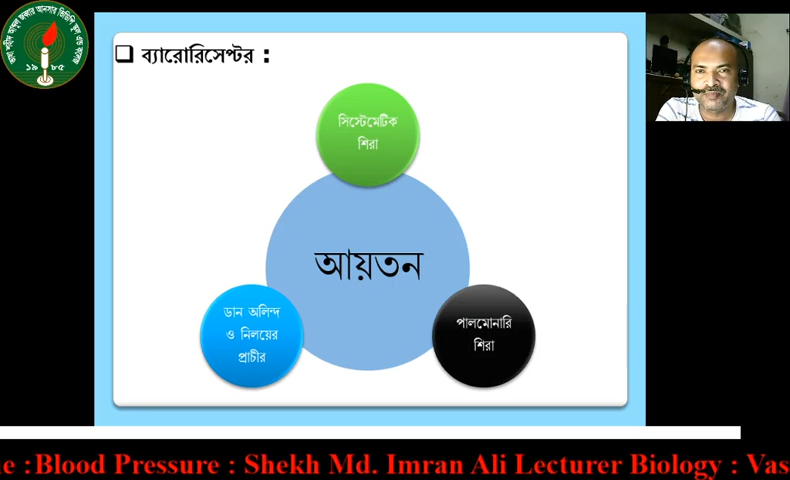 ১৯ ৮৫
❑ ব্যারোরিসেপ্টর :
সিস্টেমেটিক
শিরা
আয়তন
ডান অলিন্দ
ও নিলয়ের
প্রাচীর
পালমোনারি
শিরা
e :Blood Pressure : Shekh Md. Imran Ali Lecturer Biology : Vas